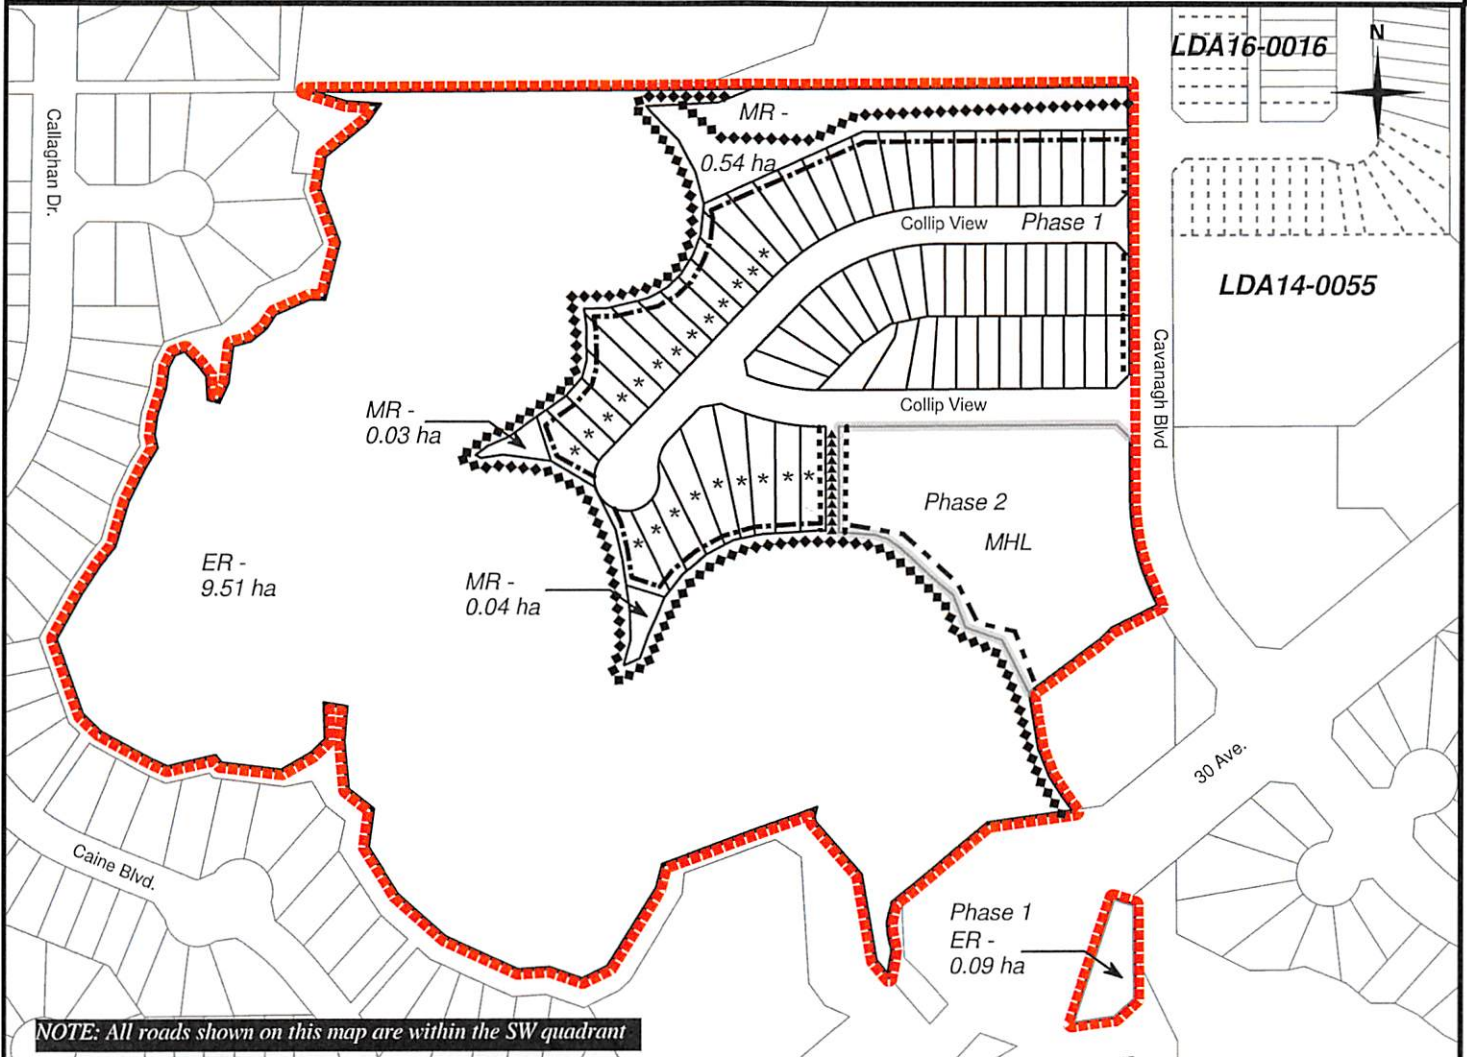 LDA16-0016
N
MR -
0.54 ha
Callaghan Dr.
Collip View
Phase 1
LDA14-0055
Cavanagh Blvd
MR -
0.03 ha
Collip View
Phase 2
MHL
ER -
9.51 ha
MR -
0.04 ha
30 Ave.
Caine Blvd.
Phase 1
ER -
0.09 ha
NOTE: All roads shown on this map are within the SW quadrant